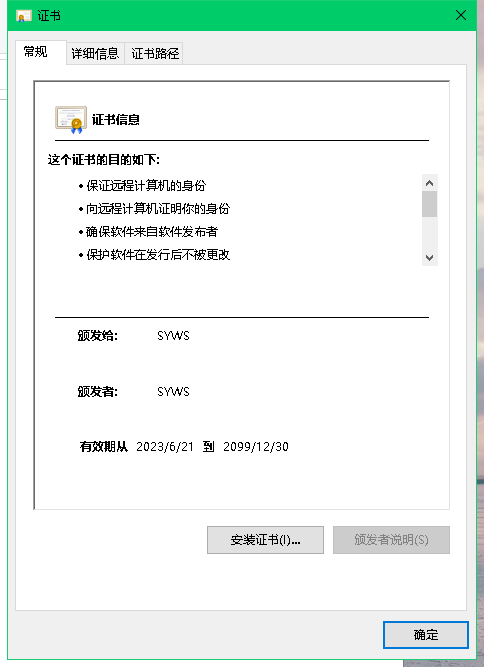 证书
常规 详细信息 证书路径
证书信息
这个证书的目的如下:
• 保证远程计算机的身份
• 向远程计算机证明你的身份
• 确保软件来自软件发布者
• 保护软件在发行后不被更改
颁发给: SYWS
颁发者: SYWS
有效期从 2023/6/21 到 2099/12/30
安装证书(I)... 颁发者说明(S)
确定